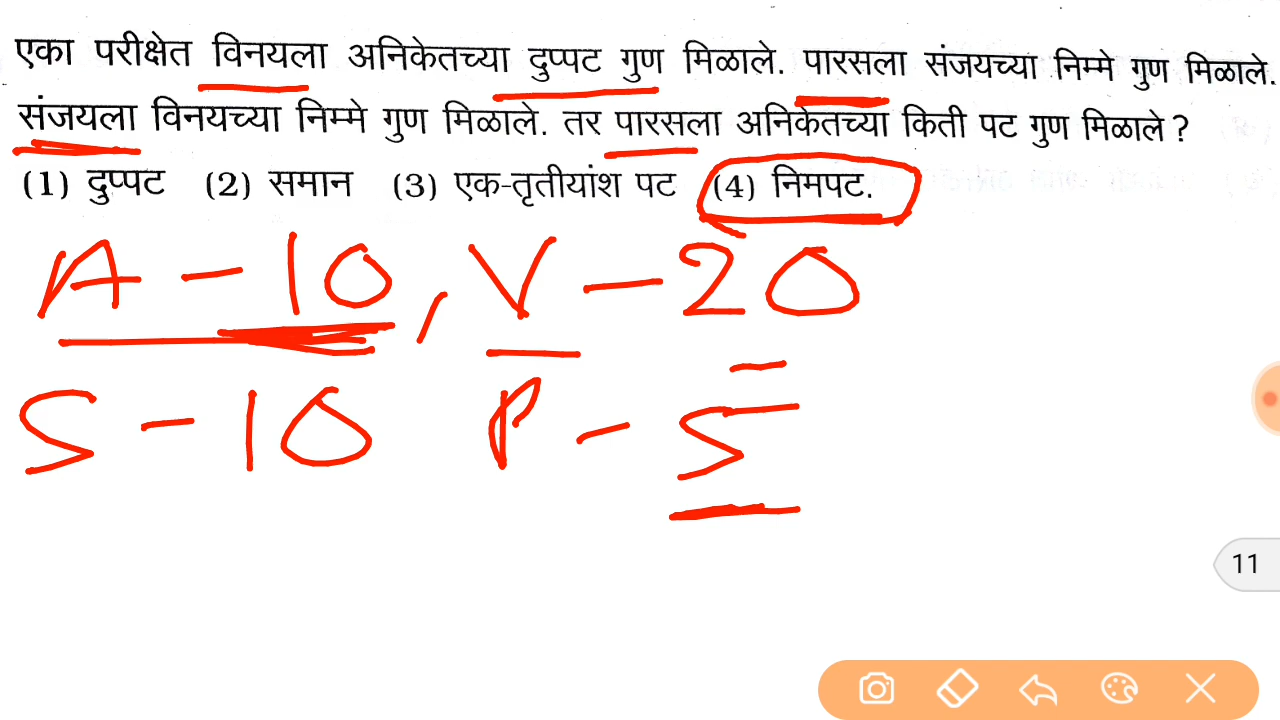 एका परीक्षेत विनयला अनिकेतच्या दुप्पट गुण मिळाले. पारसला संजयच्या निम्मे गुण मिळाले.
संजयला विनयच्या निम्मे गुण मिळाले. तर पारसला अनिकेतच्या किती पट गुण मिळाले ?
(1) दुप्पट (2) समान (3) एक-तृतीयांश पट (4) निमपट.
A - 10, V - 20
S - 10 P - 5
11